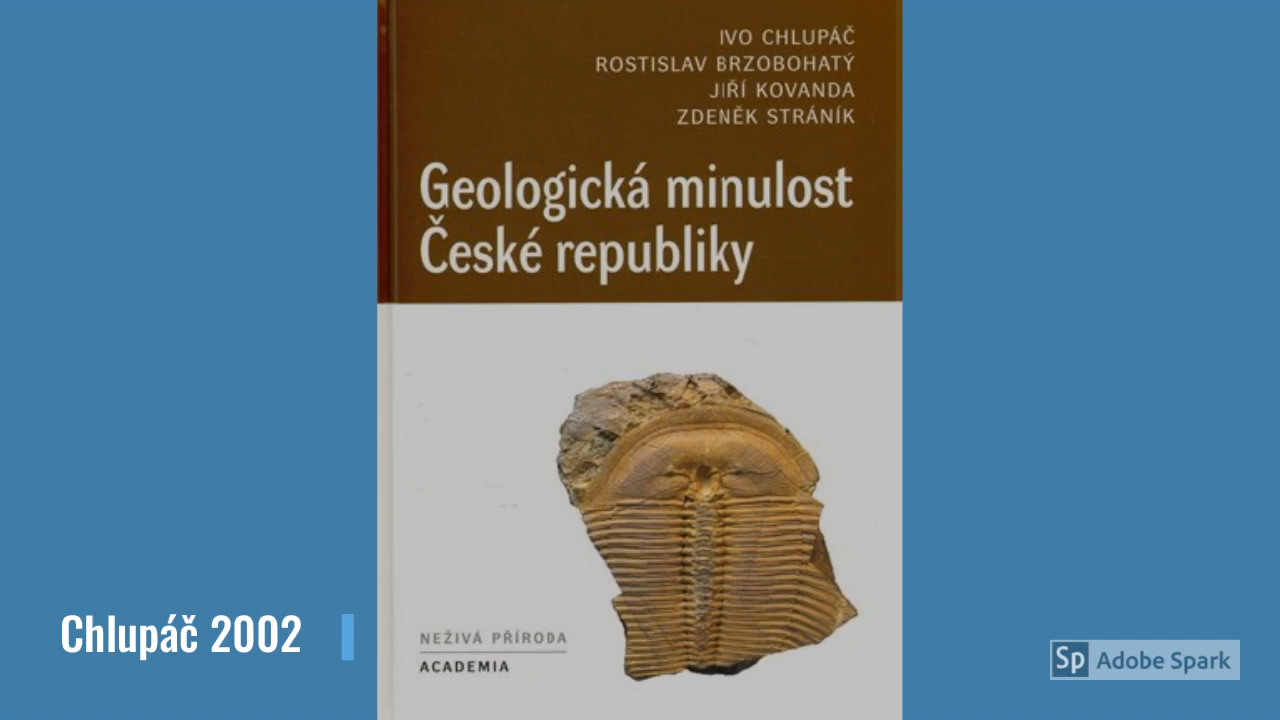 IVO CHLUPÁČ
ROSTISLAV BRZOBOHATÝ
JIŘÍ KOVANDA
ZDENĚK STRÁNÍK
Geologická minulost
České republiky
NEŽIVÁ PŘÍRODA
ACADEMIA
Chlupáč 2002
Sp Adobe Spark